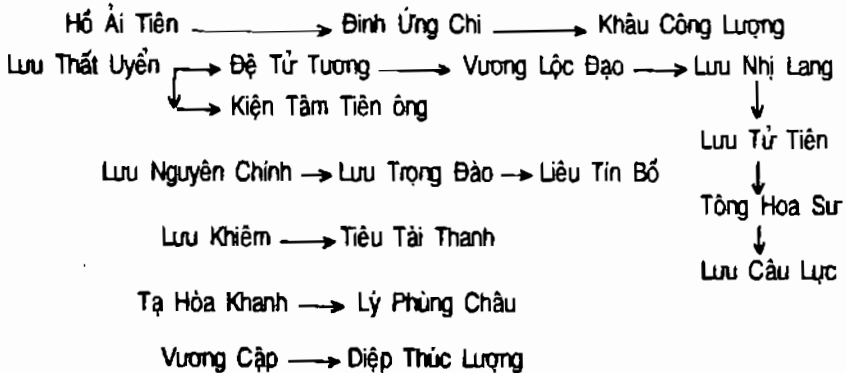 Hồ Ải Tiên → Đinh Ứng Chi → Khâu Công Lượng
Lưu Thất Uyển → Đệ Tử Tương → Vương Lộc Đạo → Lưu Nhị Lang
→ Kiện Tâm Tiên ông
Lưu Tử Tiên
Lưu Nguyên Chính → Lưu Trọng Đào → Liêu Tín Bổ
Tông Hoa Sư
Lưu Khiêm → Tiêu Tài Thanh
Lưu Câu Lực
Tạ Hòa Khanh → Lý Phùng Châu
Vương Cập → Diệp Thúc Lượng